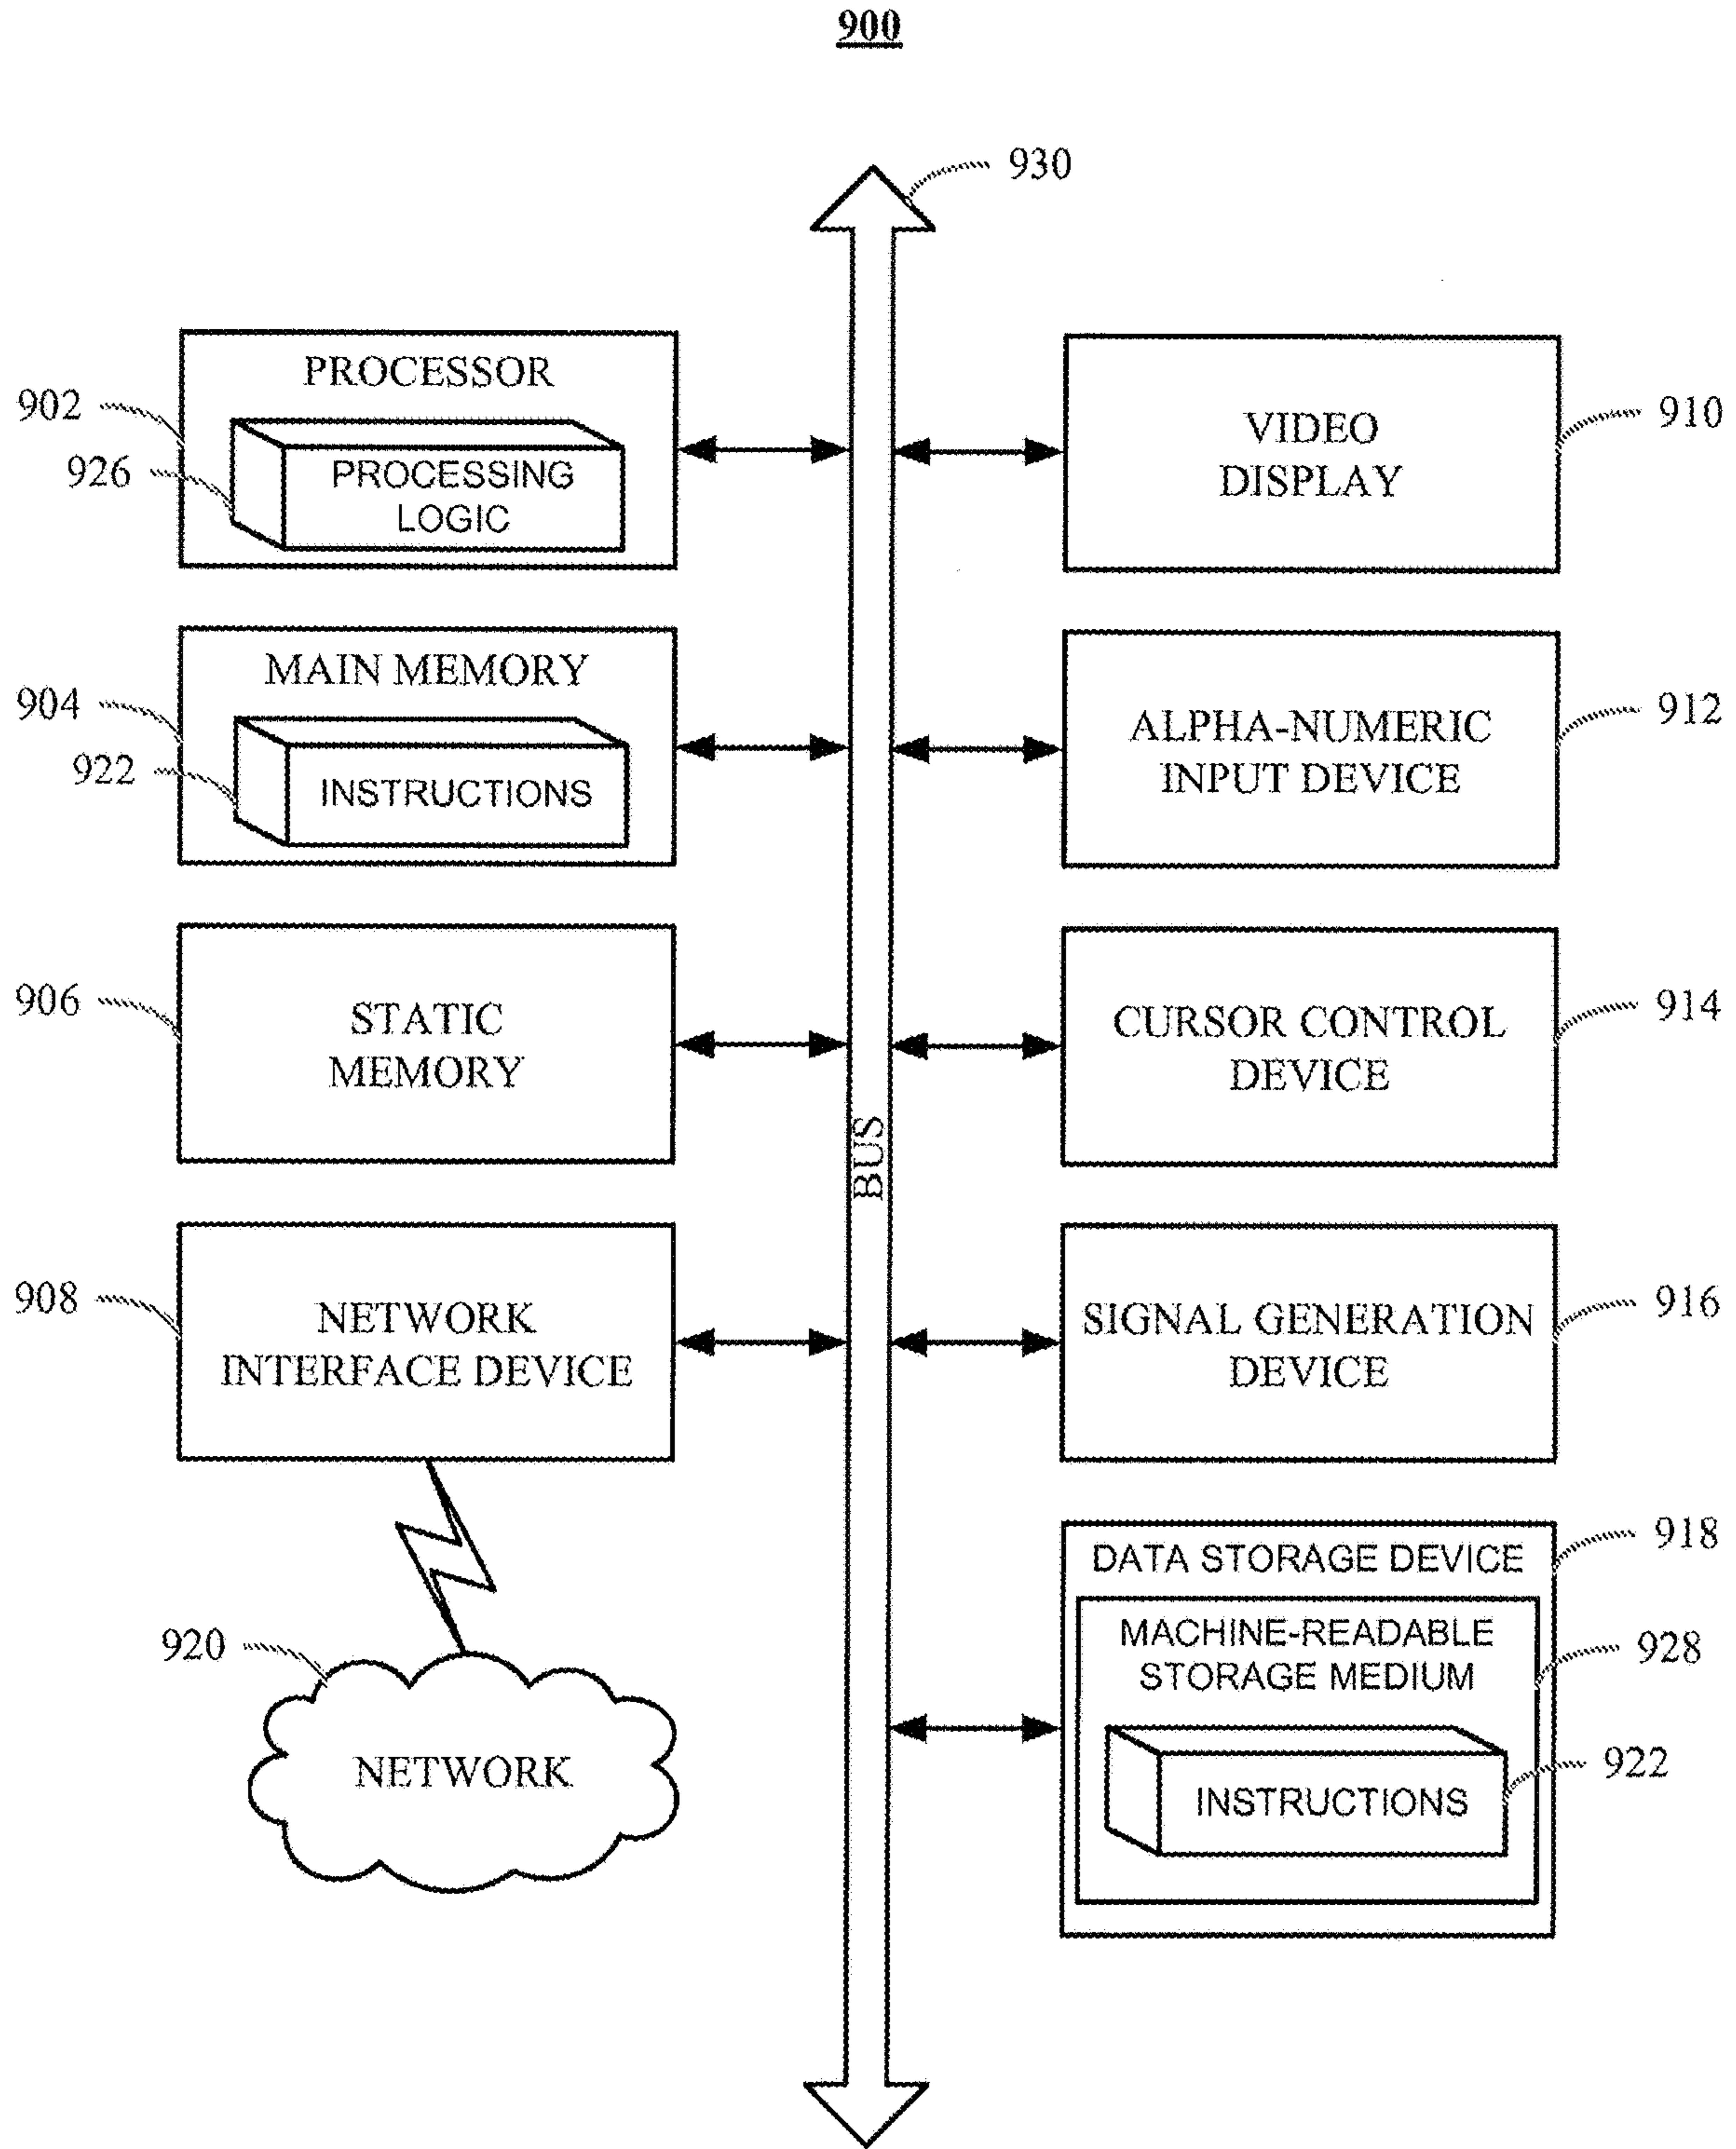 900
930
PROCESSOR
902
926
PROCESSING
LOGIC
VIDEO
DISPLAY
910
MAIN MEMORY
904
922
INSTRUCTIONS
ALPHA-NUMERIC
INPUT DEVICE
912
906
STATIC
MEMORY
CURSOR CONTROL
DEVICE
914
BUS
908
NETWORK
INTERFACE DEVICE
SIGNAL GENERATION
DEVICE
916
920
NETWORK
918
DATA STORAGE DEVICE
MACHINE-READABLE
STORAGE MEDIUM
928
INSTRUCTIONS
922